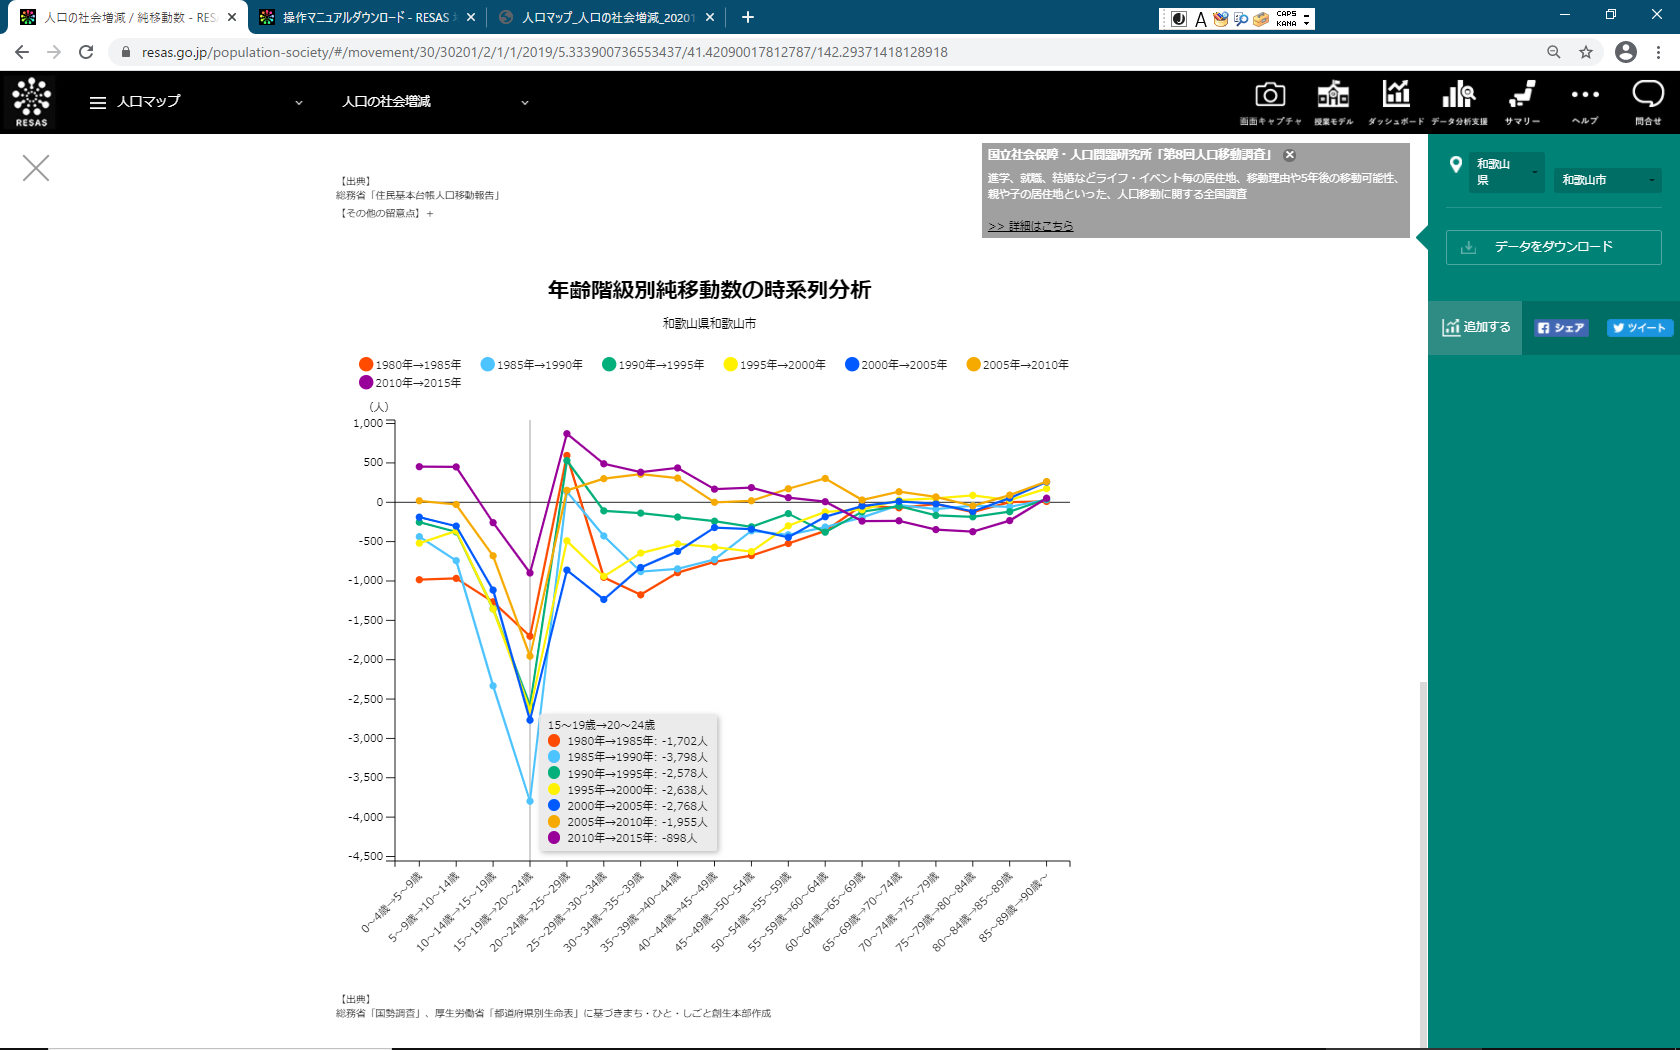 人口の社会増減 / 純移動数 - RESA
操作マニュアルダウンロード - RESAS
人口マップ_人口の社会増減_20201
CAPS
KANA
resas.go.jp/population-society/#/movement/30/30201/2/1/1/2019/5.333900736553437/41.42090017812787/142.29371418128918
RESAS
人口マップ
人口の社会増減
画面キャプチャ
授業モデル
ダッシュボード
データ分析支援
サマリー
ヘルプ
問合せ
【出典】
総務省「住民基本台帳人口移動報告」
【その他の留意点】 +
国立社会保障・人口問題研究所「第8回人口移動調査」
進学、就職、結婚などライフ・イベント毎の居住地、移動理由や5年後の移動可能性、
親や子の居住地といった、人口移動に関する全国調査
>> 詳細はこちら
和歌山県
和歌山市
データをダウンロード
追加する
シェア
ツイート
年齢階級別純移動数の時系列分析
和歌山県和歌山市
1980年→1985年 1985年→1990年 1990年→1995年 1995年→2000年 2000年→2005年 2005年→2010年
2010年→2015年
（人）
1,000
500
0
-500
-1,000
-1,500
-2,000
-2,500
-3,000
-3,500
-4,000
-4,500
15～19歳→20～24歳
1980年→1985年: -1,702人
1985年→1990年: -3,798人
1990年→1995年: -2,578人
1995年→2000年: -2,638人
2000年→2005年: -2,768人
2005年→2010年: -1,955人
2010年→2015年: -898人
0～4歳→5～9歳
5～9歳→10～14歳
10～14歳→15～19歳
15～19歳→20～24歳
20～24歳→25～29歳
25～29歳→30～34歳
30～34歳→35～39歳
35～39歳→40～44歳
40～44歳→45～49歳
45～49歳→50～54歳
50～54歳→55～59歳
55～59歳→60～64歳
60～64歳→65～69歳
65～69歳→70～74歳
70～74歳→75～79歳
75～79歳→80～84歳
80～84歳→85～89歳
85～89歳→90歳～
【出典】
総務省「国勢調査」、厚生労働省「都道府県別生命表」に基づきまち・ひと・しごと創生本部作成